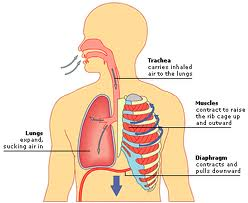 Trachea
carries inhaled
air to the lungs
Muscles
contract to raise
the rib cage up
and outward
Lungs
expand,
sucking air in
Diaphragm
contracts and
pulls downward